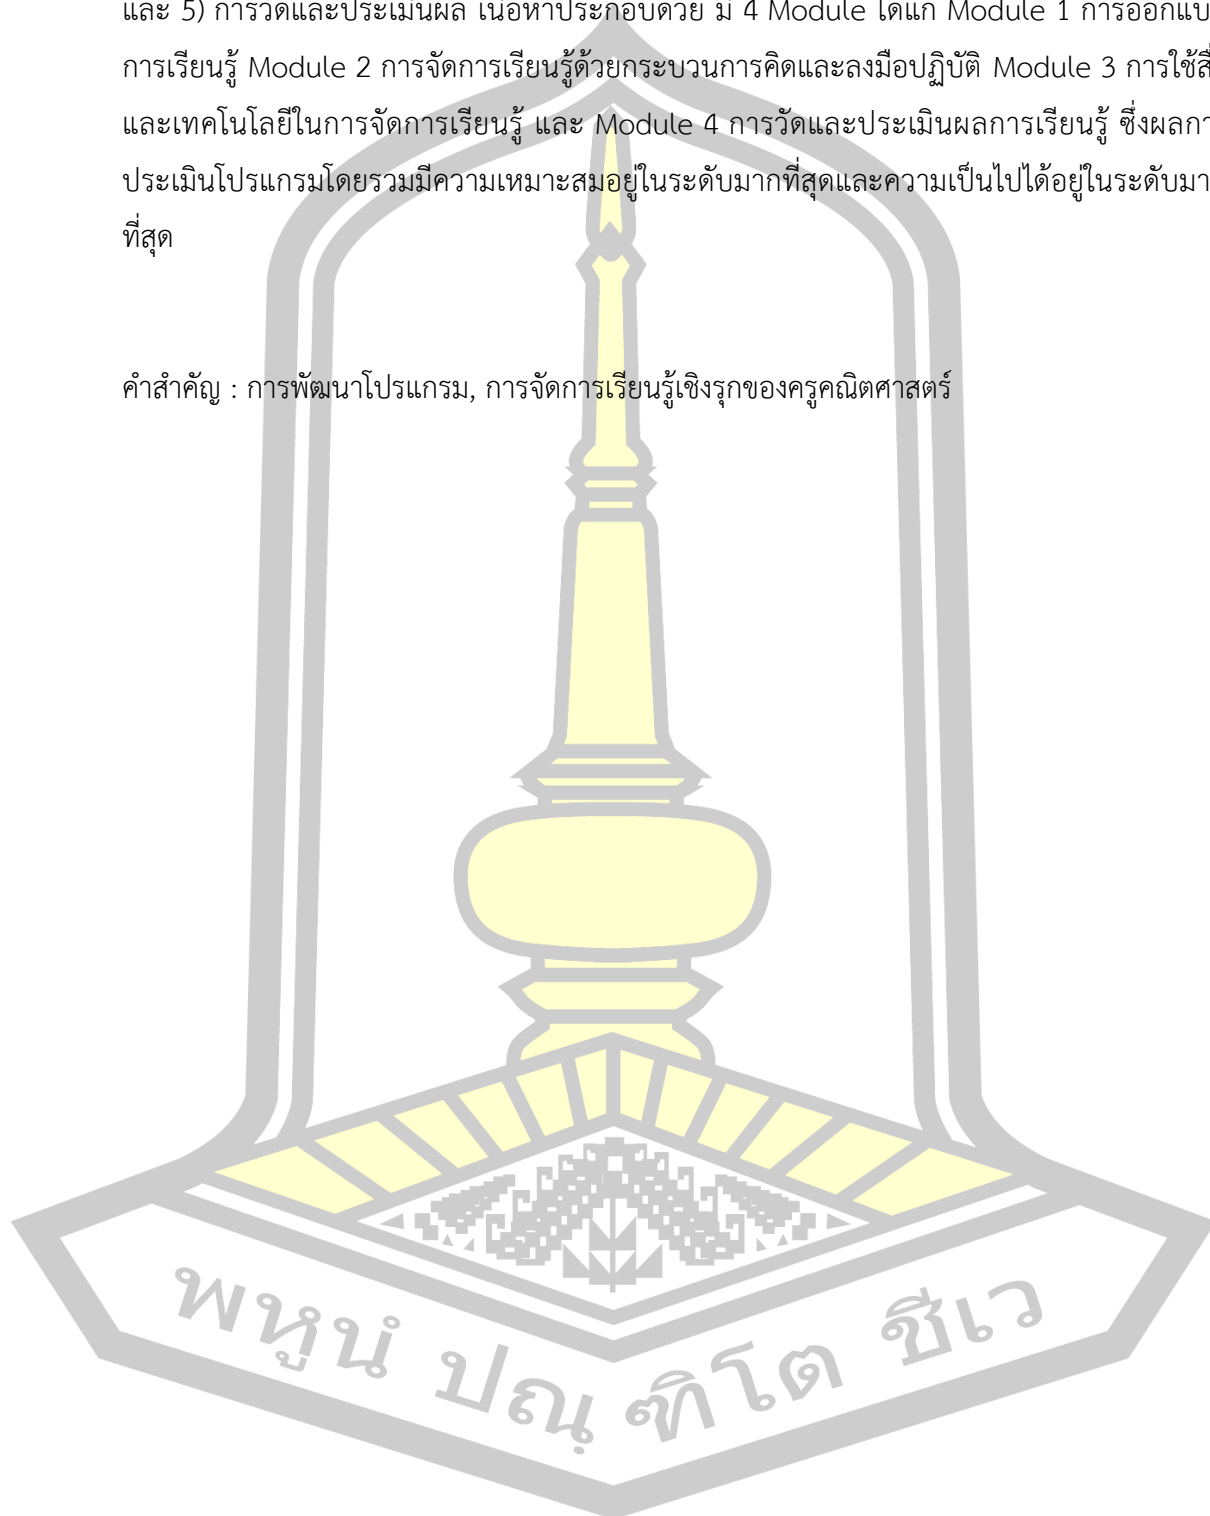 และ 5) การวัดและประเมินผล เนื้อหาประกอบด้วย มี 4 Module ได้แก่ Module 1 การออกแบ
การเรียนรู้ Module 2 การจัดการเรียนรู้ด้วยกระบวนการคิดและลงมือปฏิบัติ Module 3 การใช้สื่
และเทคโนโลยีในการจัดการเรียนรู้ และ Module 4 การวัดและประเมินผลการเรียนรู้ ซึ่งผลกา
ประเมินโปรแกรมโดยรวมมีความเหมาะสมอยู่ในระดับมากที่สุดและความเป็นไปได้อยู่ในระดับมา
ที่สุด
คำสำคัญ : การพัฒนาโปรแกรม, การจัดการเรียนรู้เชิงรุกของครูคณิตศาสตร์
พหูนํ ปณฺฑิโต ชีเว